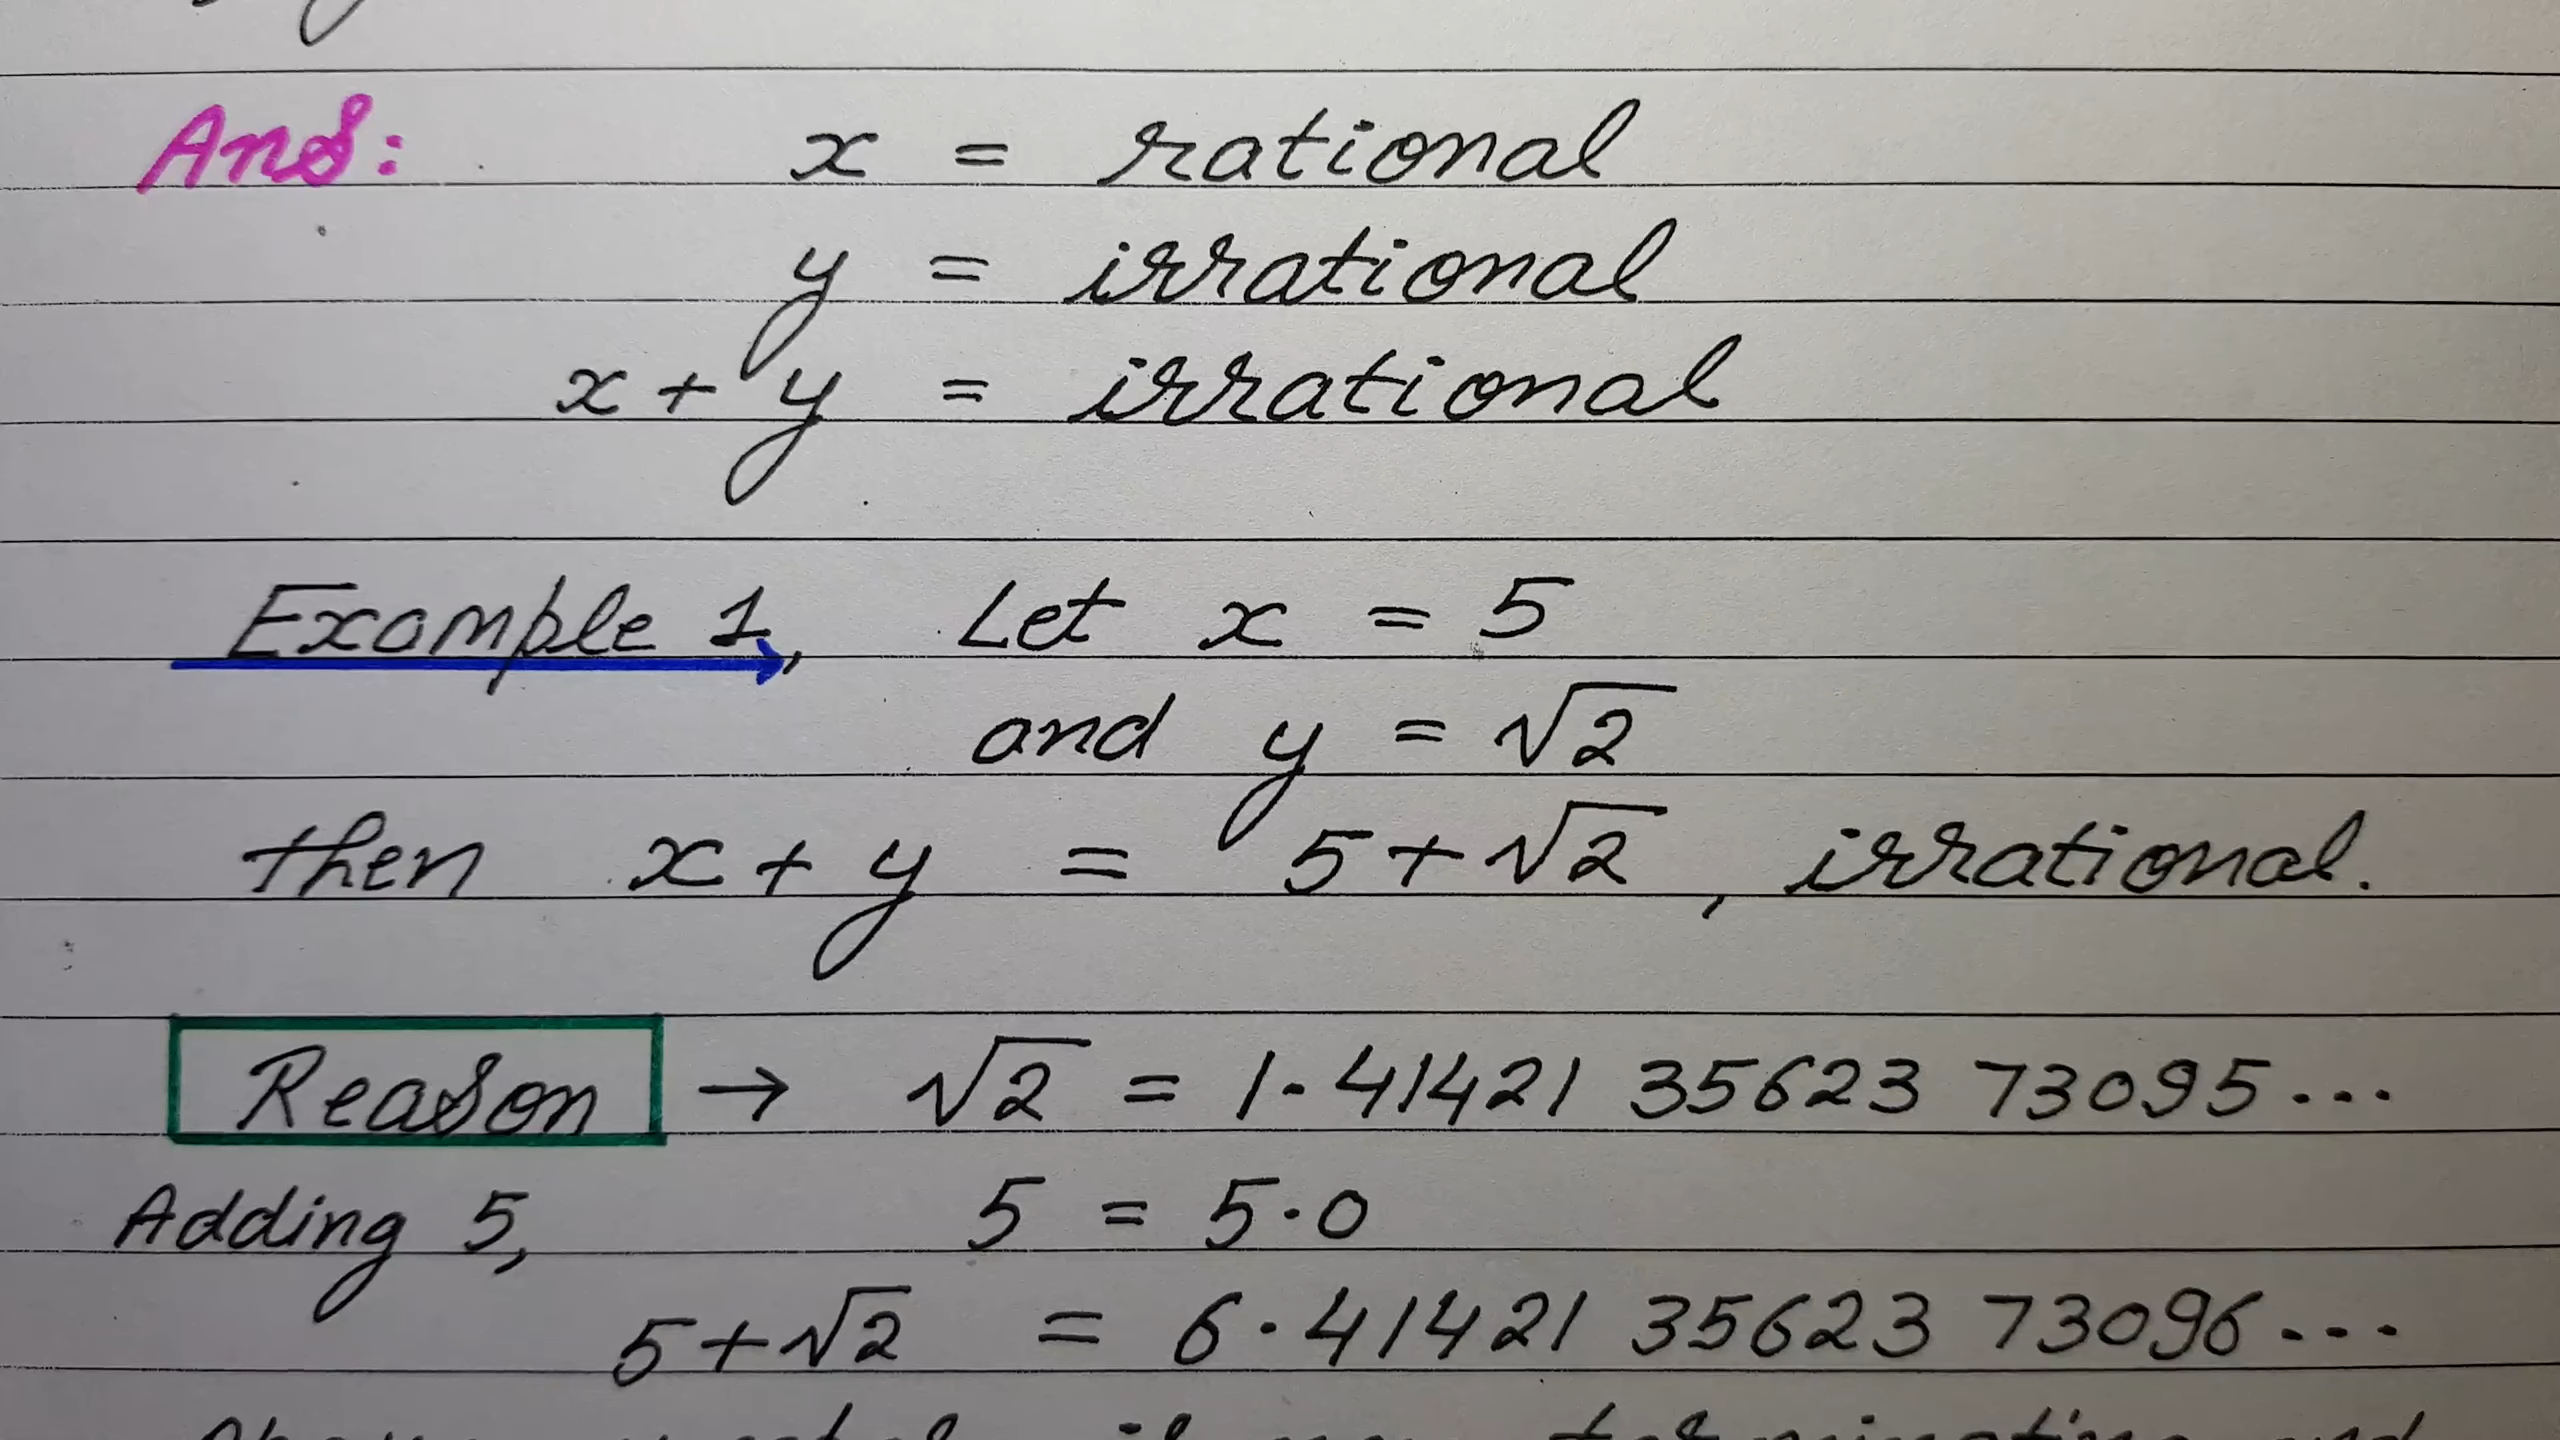 Ans: x = rational
y = irrational
x + y = irrational
Example 1, Let x = 5
and y = √2
then x + y = 5 + √2, irrational.
Reason → √2 = 1.41421 35623 73095...
Adding 5, 5 = 5.0
5 + √2 = 6.41421 35623 73096...